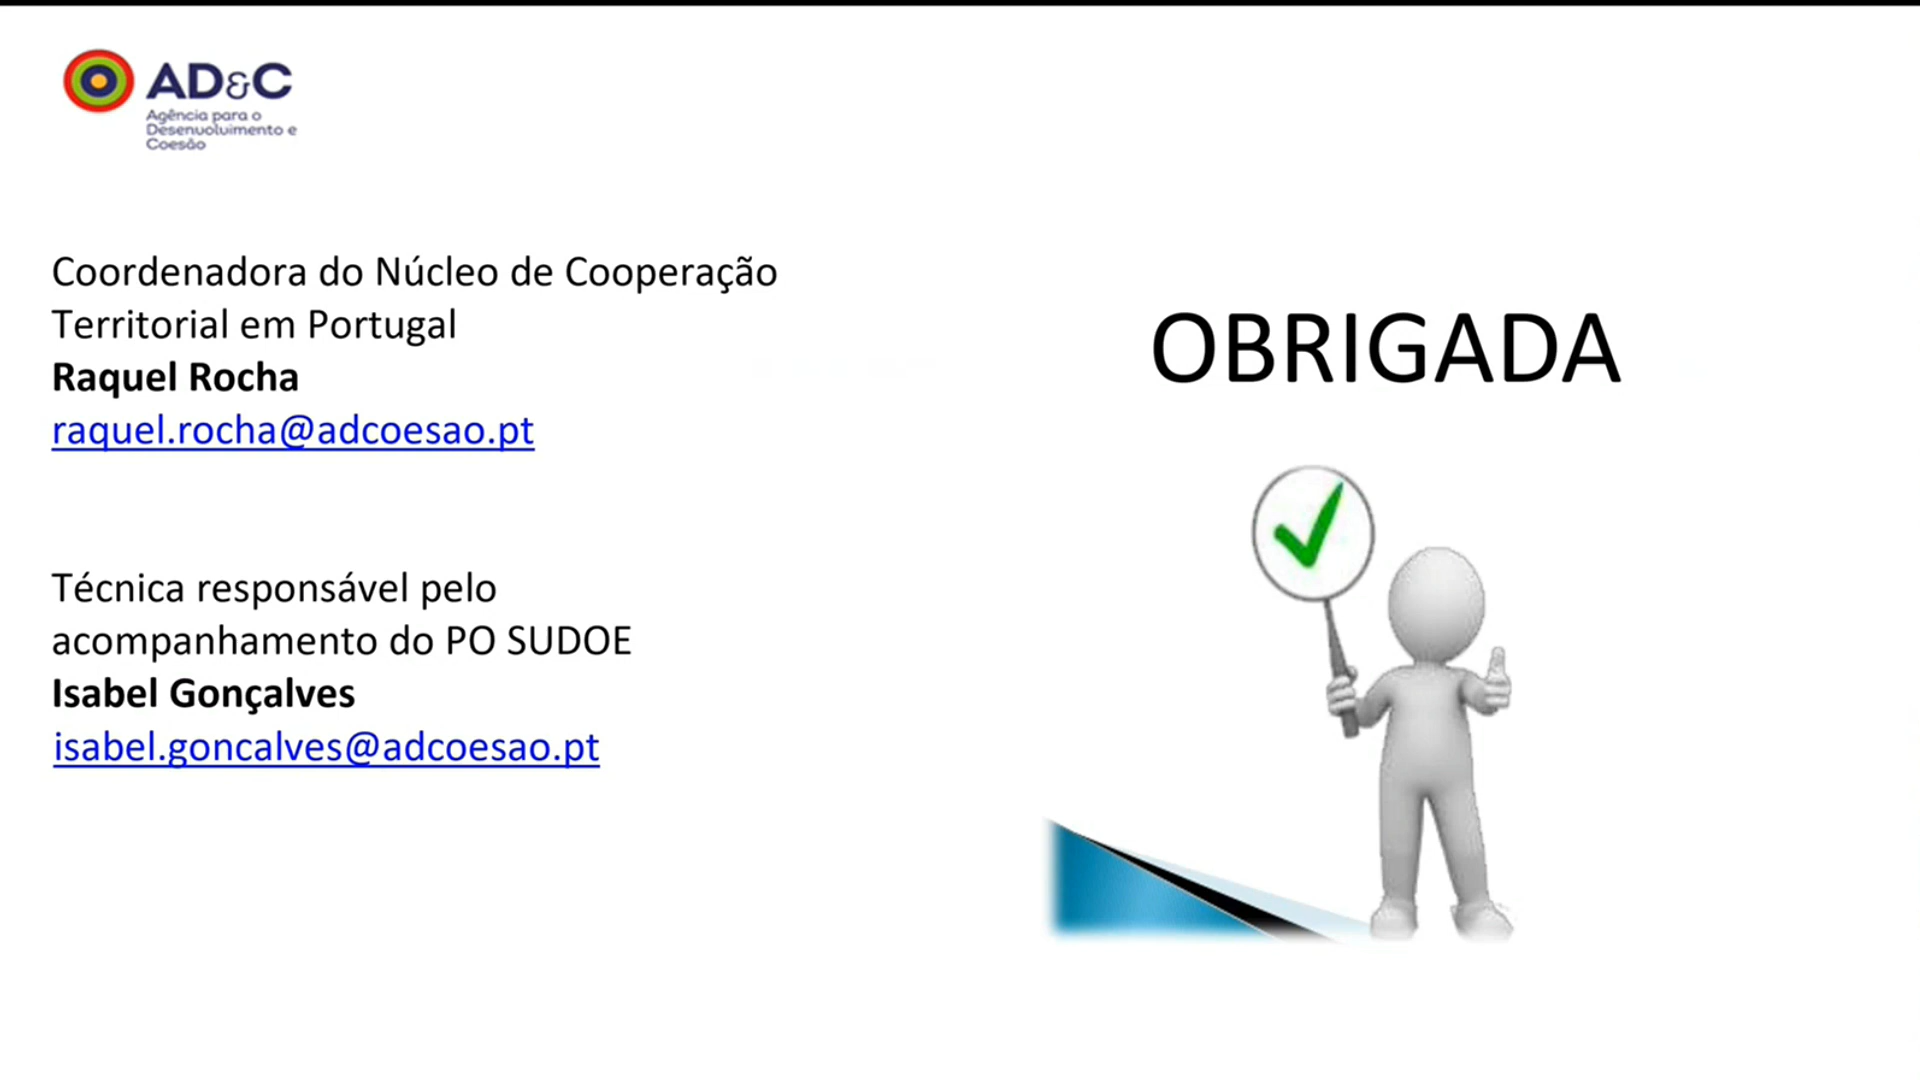 AD&C
Agência para o
Desenvolvimento e
Coesão
Coordenadora do Núcleo de Cooperação
Territorial em Portugal
Raquel Rocha
raquel.rocha@adcoesao.pt
Técnica responsável pelo
acompanhamento do PO SUDOE
Isabel Gonçalves
isabel.goncalves@adcoesao.pt
OBRIGADA